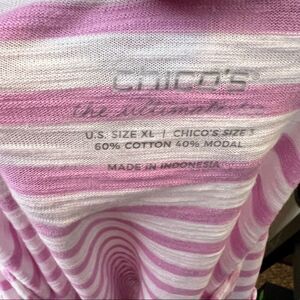 CHICO'S
the ultimate tee
U.S. SIZE XL | CHICO'S SIZE 3
60% COTTON 40% MODAL
MADE IN INDONESIA